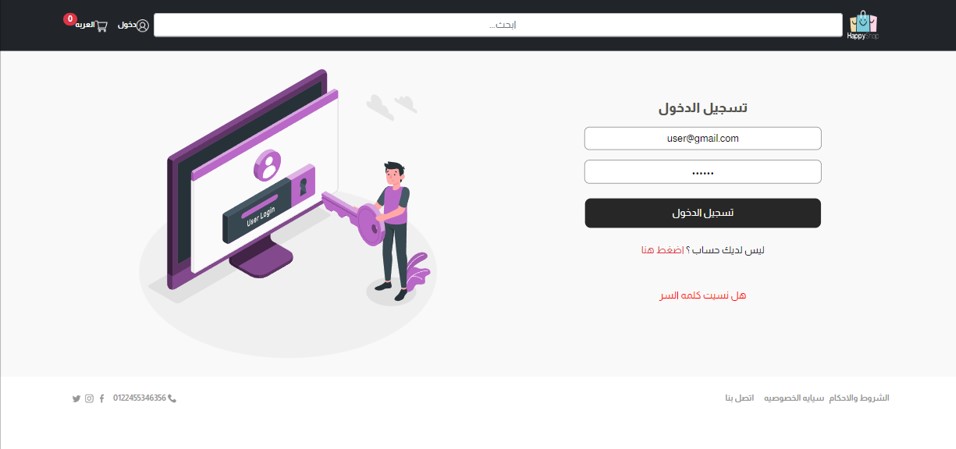 HappyShop
ابحث...
دخول
العربه
0
تسجيل الدخول
user@gmail.com
••••••
تسجيل الدخول
ليس لديك حساب ؟ اضغط هنا
هل نسيت كلمه السر
User Login
الشروط والاحكام سيايه الخصوصيه اتصل بنا
0122455346356